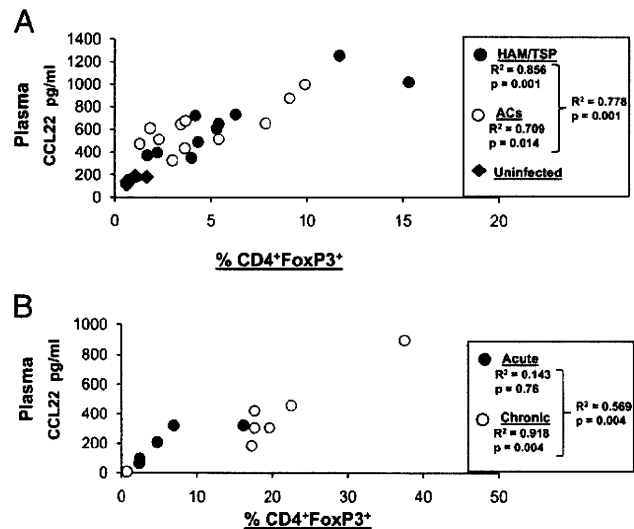 A
Plasma
CCL22 pg/ml
1400
1200
1000
800
600
400
200
0
0
5
10
15
20
% CD4⁺FoxP3⁺
HAM/TSP
R² = 0.856
p = 0.001
ACs
R² = 0.709
p = 0.014
Uninfected
R² = 0.778
p = 0.001
B
Plasma
CCL22 pg/ml
1000
800
600
400
200
0
0
10
20
30
40
50
% CD4⁺FoxP3⁺
Acute
R² = 0.143
p = 0.76
Chronic
R² = 0.918
p = 0.004
R² = 0.569
p = 0.004